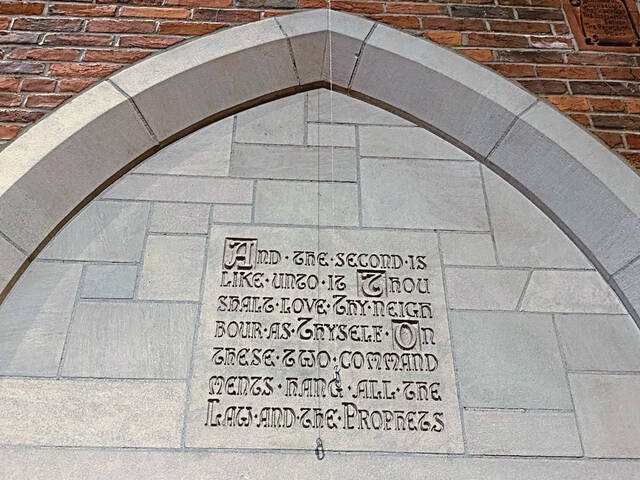 AND·THE·SECOND·IS
LIKE·UNTO·IT THOU
SHALT·LOVE·THY·NEIGH
BOUR·AS·THYSELF·ON
THESE·TWO·COMMAND
MENTS·HANG·ALL·THE
LAW·AND·THE·PROPHETS